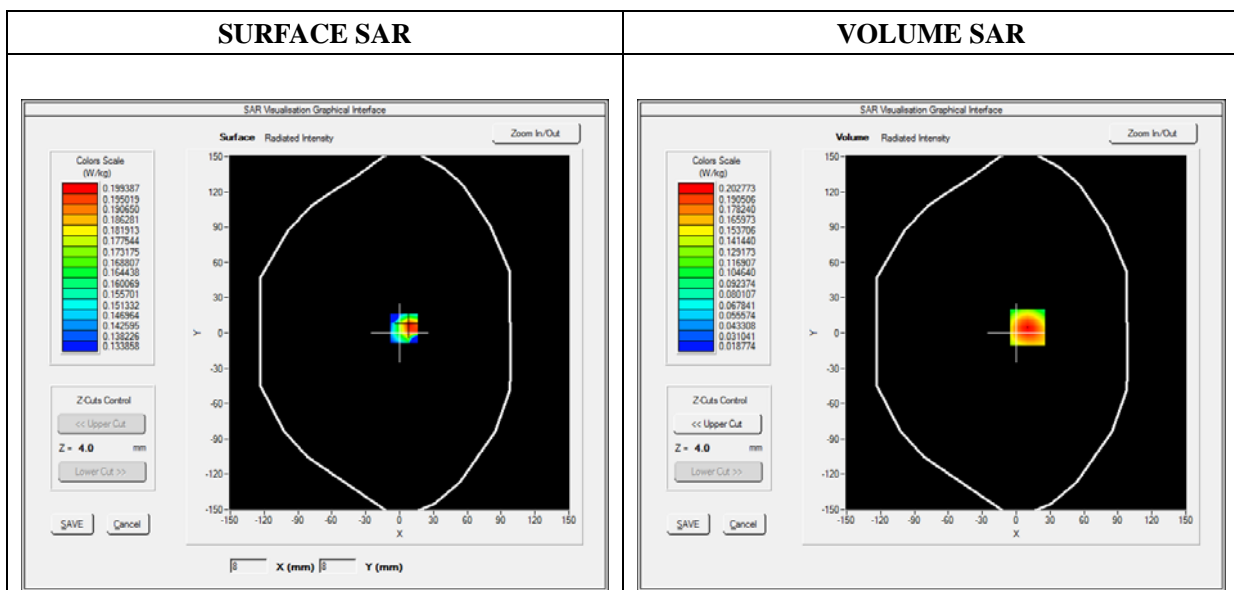 SURFACE SAR
VOLUME SAR
SAR Visualisation Graphical Interface
Surface Radiated Intensity
Zoom In/Out
Colors Scale
(W/kg)
0.199387
0.195019
0.190650
0.186281
0.181913
0.177544
0.173175
0.168807
0.164438
0.160069
0.155701
0.151332
0.146964
0.142595
0.138226
0.133858
Z-Cuts Control
<< Upper Cut
Z = 4.0 mm
Lower Cut >>
SAVE Cancel
150
120
90
60
30
0
-30
-60
-90
-120
-150
Y
-150 -120 -90 -60 -30 0 30 60 90 120 150
X
8 X (mm) 8 Y (mm)
SAR Visualisation Graphical Interface
Volume Radiated Intensity
Zoom In/Out
Colors Scale
(W/kg)
0.202773
0.190506
0.178240
0.165973
0.153706
0.141440
0.129173
0.116907
0.104640
0.092374
0.080107
0.067841
0.055574
0.043308
0.031041
0.018774
Z-Cuts Control
<< Upper Cut
Z = 4.0 mm
Lower Cut >>
SAVE Cancel
150
120
90
60
30
0
-30
-60
-90
-120
-150
Y
-150 -120 -90 -60 -30 0 30 60 90 120 150
X